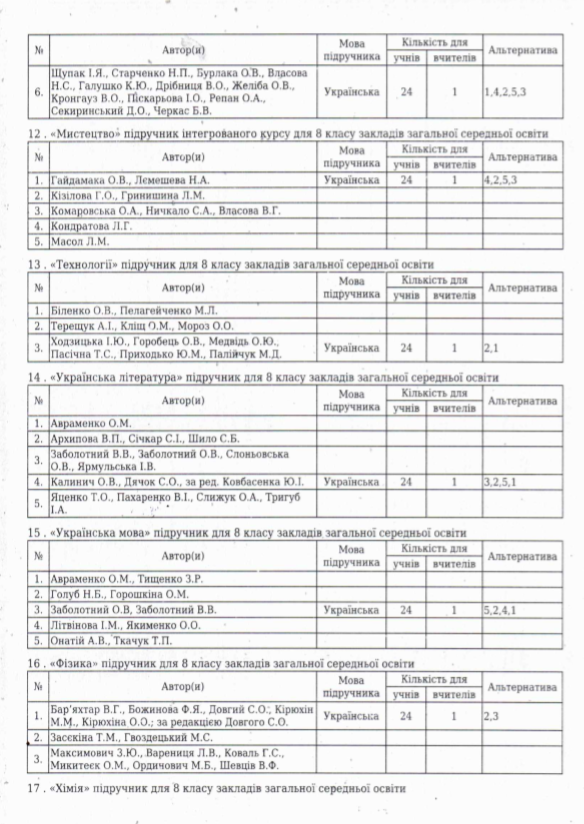 № Автор(и) Мова підручника Кількість для учнів вчителів Альтернатива
6. Щупак І.Я., Старченко Н.П., Бурлака О.В., Власова
Н.С., Галушко К.Ю., Дрібниця В.О., Желіба О.В.,
Кронгауз В.О., Піскарьова І.О., Репан О.А.,
Секиринський Д.О., Черкас Б.В. Українська 24 1 1,4,2,5,3
12 . «Мистецтво» підручник інтегрованого курсу для 8 класу закладів загальної середньої освіти
№ Автор(и) Мова підручника Кількість для учнів вчителів Альтернатива
1. Гайдамака О.В., Лємешева Н.А. Українська 24 1 4,2,5,3
2. Кізілова Г.О., Гринишина Л.М.
3. Комаровська О.А., Ничкало С.А., Власова В.Г.
4. Кондратова Л.Г.
5. Масол Л.М.
13 . «Технології» підручник для 8 класу закладів загальної середньої освіти
№ Автор(и) Мова підручника Кількість для учнів вчителів Альтернатива
1. Біленко О.В., Пелагейченко М.Л.
2. Терещук А.І., Кліщ О.М., Мороз О.О.
3. Ходзицька І.Ю., Горобець О.В., Медвідь О.Ю.,
Пасічна Т.С., Приходько Ю.М., Палійчук М.Д. Українська 24 1 2,1
14 . «Українська література» підручник для 8 класу закладів загальної середньої освіти
№ Автор(и) Мова підручника Кількість для учнів вчителів Альтернатива
1. Авраменко О.М.
2. Архипова В.П., Січкар С.І., Шило С.Б.
3. Заболотний В.В., Заболотний О.В., Слоньовська
О.В., Ярмульська І.В.
4. Калинич О.В., Дячок С.О., за ред. Ковбасенка Ю.І. Українська 24 1 3,2,5,1
5. Яценко Т.О., Пахаренко В.І., Слижук О.А., Тригуб
І.А.
15 . «Українська мова» підручник для 8 класу закладів загальної середньої освіти
№ Автор(и) Мова підручника Кількість для учнів вчителів Альтернатива
1. Авраменко О.М., Тищенко З.Р.
2. Голуб Н.Б., Горошкіна О.М.
3. Заболотний О.В, Заболотний В.В. Українська 24 1 5,2,4,1
4. Літвінова І.М., Якименко О.О.
5. Онатій А.В., Ткачук Т.П.
16 . «Фізика» підручник для 8 класу закладів загальної середньої освіти
№ Автор(и) Мова підручника Кількість для учнів вчителів Альтернатива
1. Бар’яхтар В.Г., Божинова Ф.Я., Довгий С.О., Кірюхін
М.М., Кірюхіна О.О.; за редакцією Довгого С.О. Українська 24 1 2,3
2. Засєкіна Т.М., Гвоздецький М.С.
3. Максимович З.Ю., Варениця Л.В., Коваль Г.С.,
Микитеєк О.М., Ордичович М.Б., Шевців В.Ф.
17 . «Хімія» підручник для 8 класу закладів загальної середньої освіти